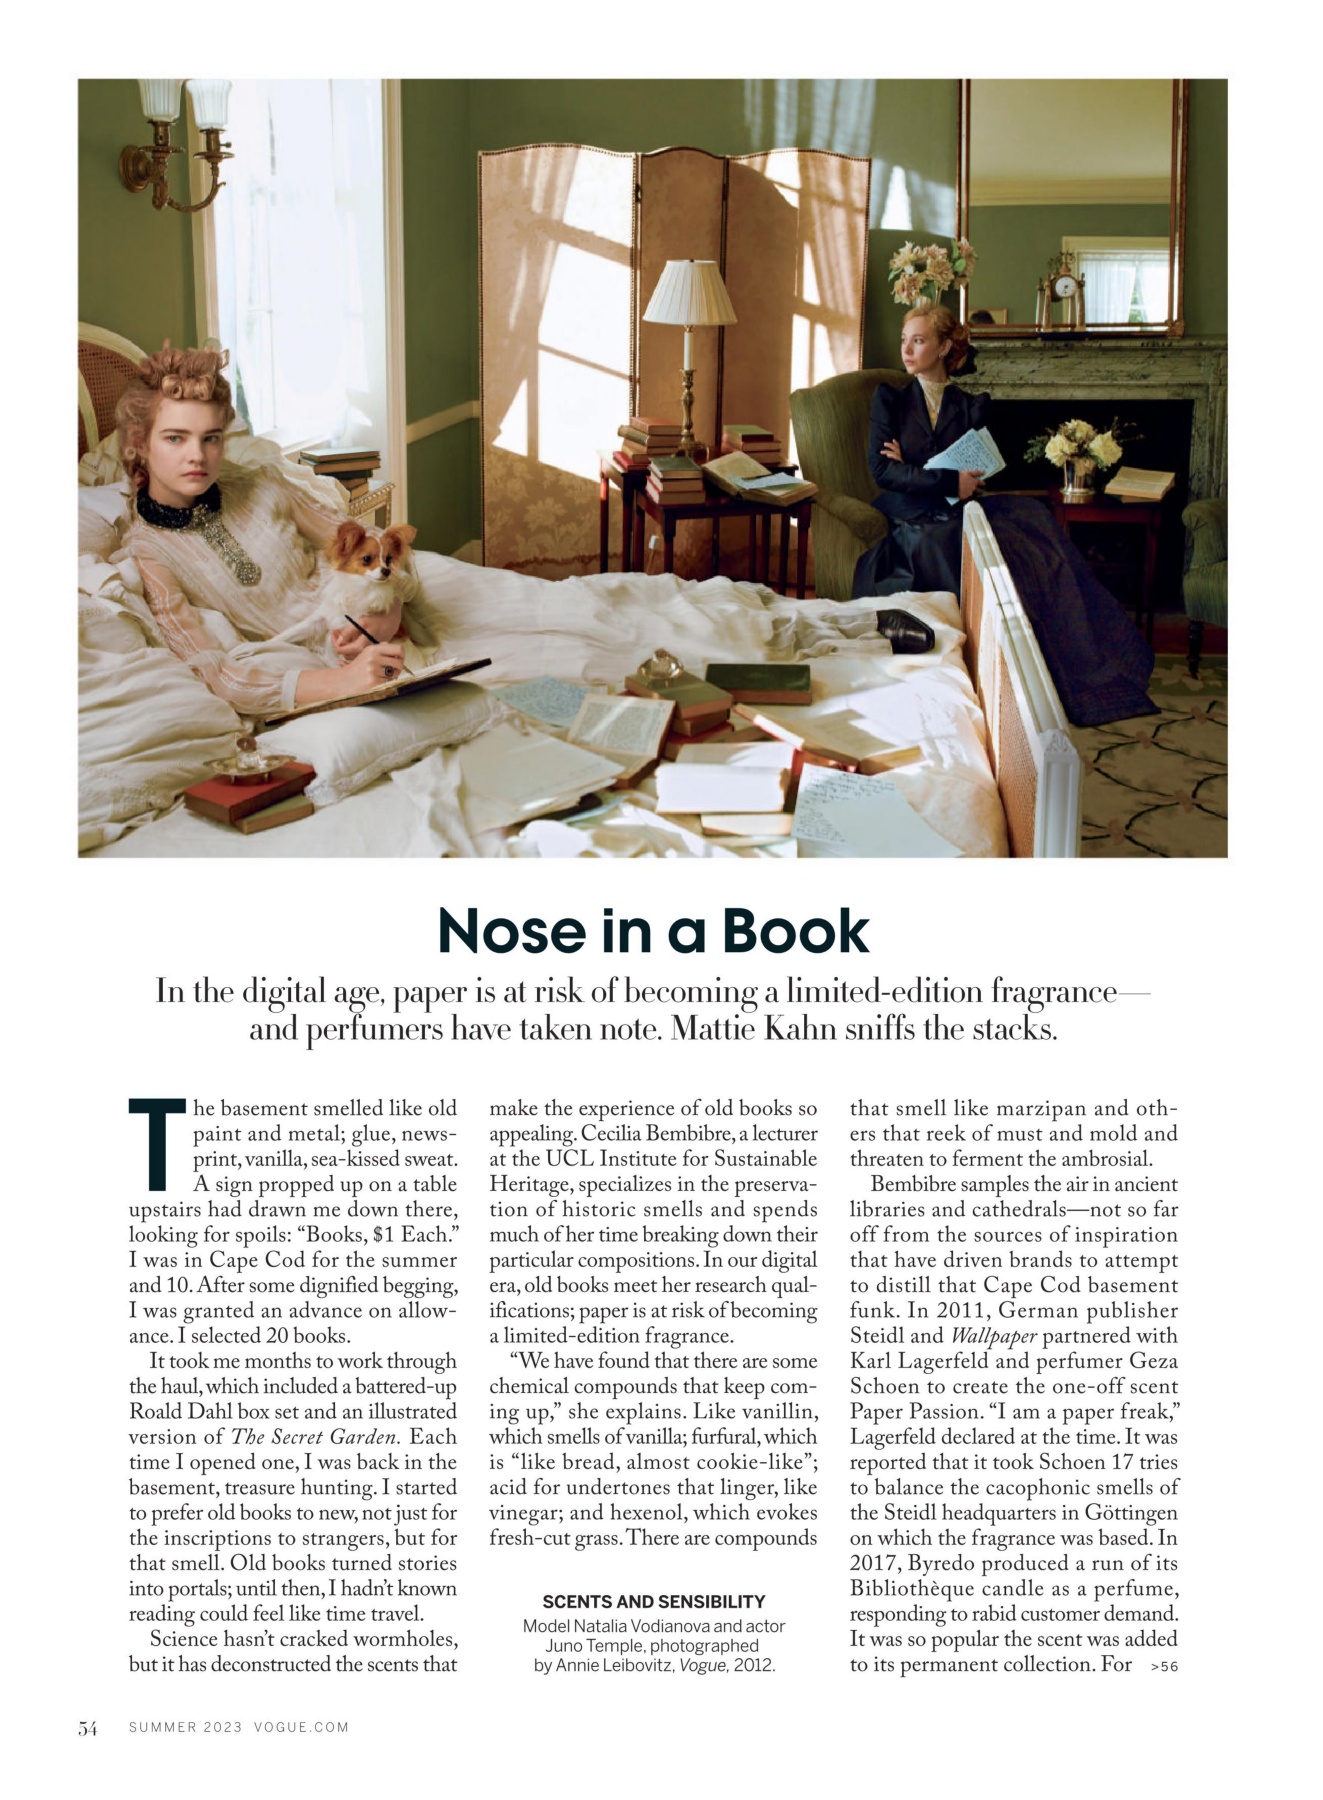 Nose in a Book
In the digital age, paper is at risk of becoming a limited-edition fragrance—
and perfumers have taken note. Mattie Kahn sniffs the stacks.
The basement smelled like old
paint and metal; glue, news-
print, vanilla, sea-kissed sweat.
A sign propped up on a table
upstairs had drawn me down there,
looking for spoils: “Books, $1 Each.”
I was in Cape Cod for the summer
and 10. After some dignified begging,
I was granted an advance on allow-
ance. I selected 20 books.
It took me months to work through
the haul, which included a battered-up
Roald Dahl box set and an illustrated
version of The Secret Garden. Each
time I opened one, I was back in the
basement, treasure hunting. I started
to prefer old books to new, not just for
the inscriptions to strangers, but for
that smell. Old books turned stories
into portals; until then, I hadn’t known
reading could feel like time travel.
Science hasn’t cracked wormholes,
but it has deconstructed the scents that
make the experience of old books so
appealing. Cecilia Bembibre, a lecturer
at the UCL Institute for Sustainable
Heritage, specializes in the preserva-
tion of historic smells and spends
much of her time breaking down their
particular compositions. In our digital
era, old books meet her research qual-
ifications; paper is at risk of becoming
a limited-edition fragrance.
“We have found that there are some
chemical compounds that keep com-
ing up,” she explains. Like vanillin,
which smells of vanilla; furfural, which
is “like bread, almost cookie-like”;
acid for undertones that linger, like
vinegar; and hexenol, which evokes
fresh-cut grass. There are compounds
SCENTS AND SENSIBILITY
Model Natalia Vodianova and actor
Juno Temple, photographed
by Annie Leibovitz, Vogue, 2012.
that smell like marzipan and oth-
ers that reek of must and mold and
threaten to ferment the ambrosial.
Bembibre samples the air in ancient
libraries and cathedrals—not so far
off from the sources of inspiration
that have driven brands to attempt
to distill that Cape Cod basement
funk. In 2011, German publisher
Steidl and Wallpaper partnered with
Karl Lagerfeld and perfumer Geza
Schoen to create the one-off scent
Paper Passion. “I am a paper freak,”
Lagerfeld declared at the time. It was
reported that it took Schoen 17 tries
to balance the cacophonic smells of
the Steidl headquarters in Göttingen
on which the fragrance was based. In
2017, Byredo produced a run of its
Bibliothèque candle as a perfume,
responding to rabid customer demand.
It was so popular the scent was added
to its permanent collection. For >56
54 SUMMER 2023 VOGUE.COM